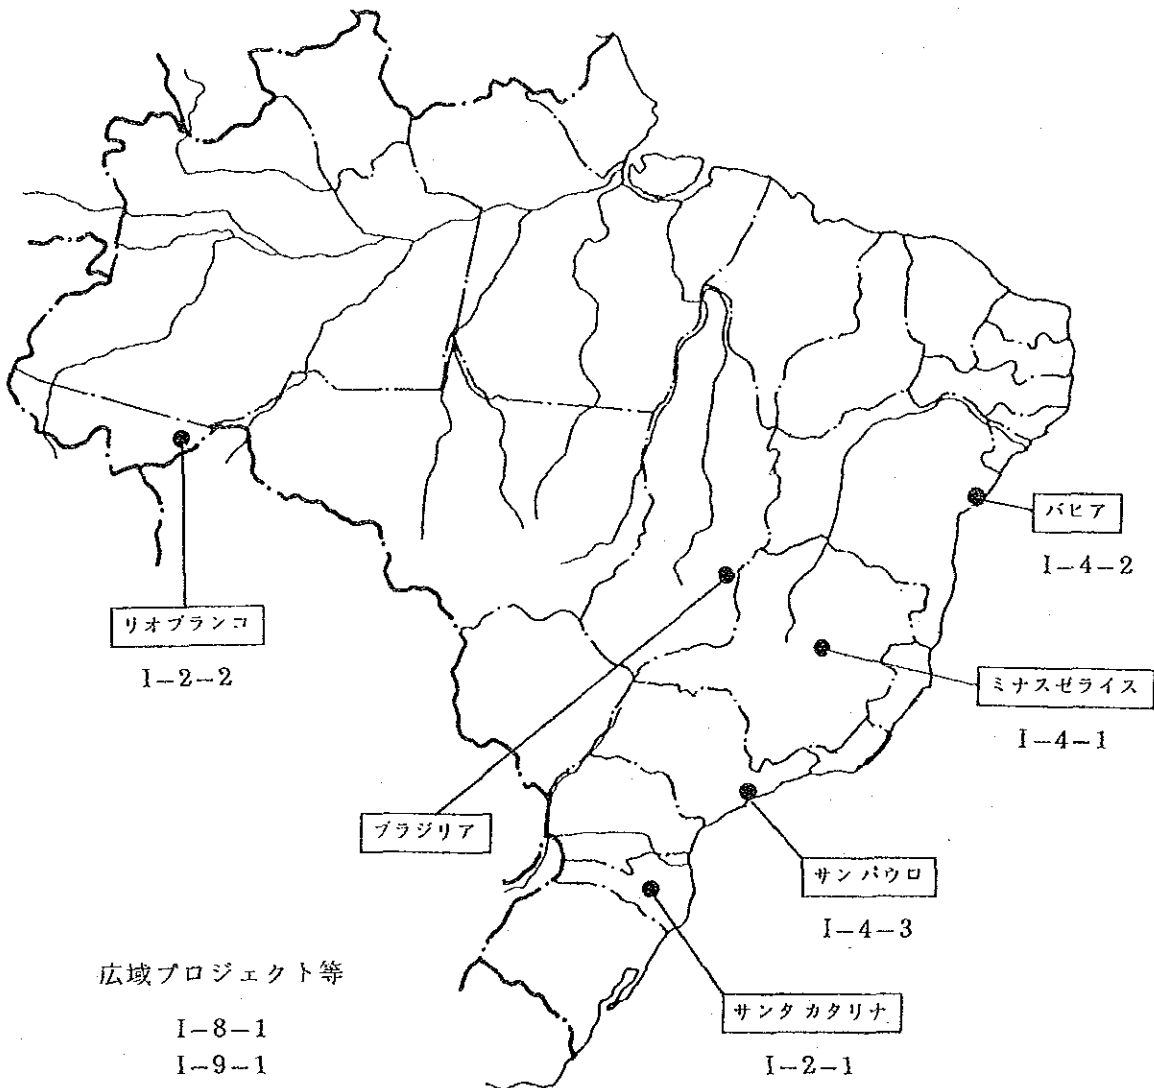 バヒア
I-4-2
リオブランコ
I-2-2
ミナスゼライス
I-4-1
ブラジリア
サンパウロ
I-4-3
広域プロジェクト等
I-8-1
I-9-1
サンタカタリナ
I-2-1